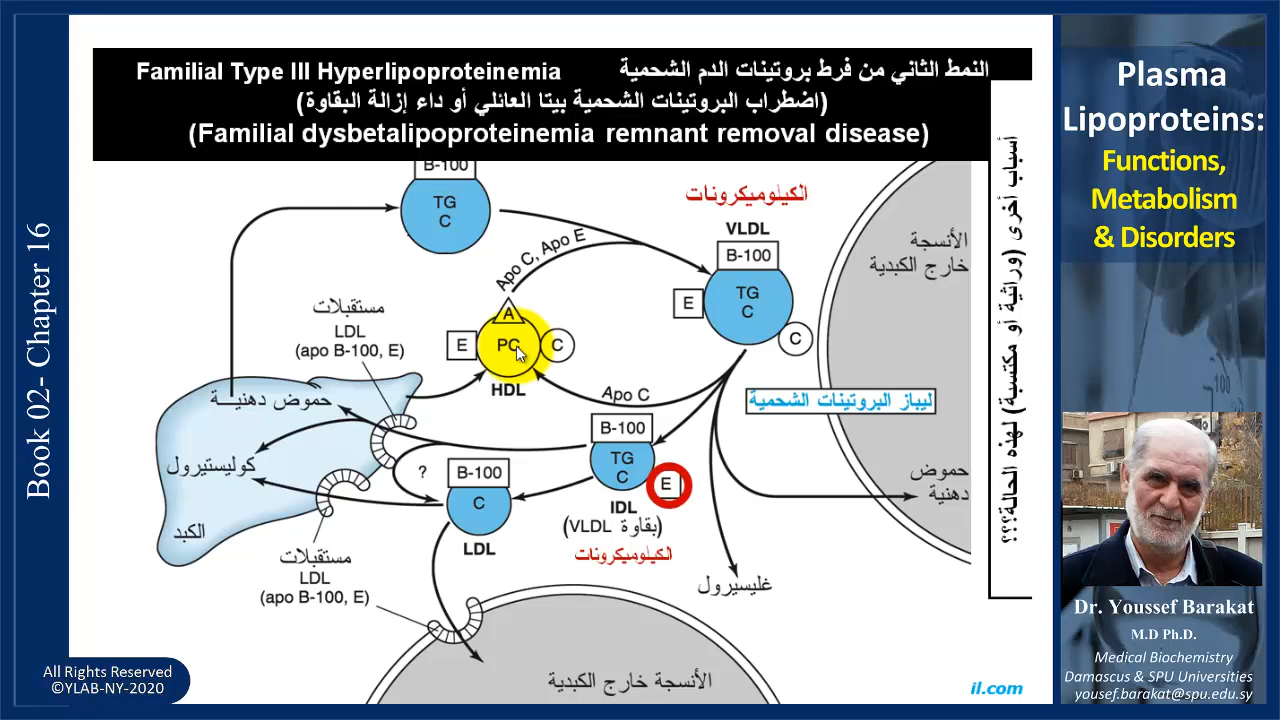 Familial Type III Hyperlipoproteinemia النمط الثاني من فرط بروتينات الدم الشحمية
(اضطراب البروتينات الشحمية بيتا العائلي أو داء إزالة البقاوة)
(Familial dysbetalipoproteinemia remnant removal disease)
أسباب أخرى (وراثية أو مكتسبة) لهذه الحالة؟؟؟
Book 02- Chapter 16
B-100
TG
C
الكيلوميكرونات
VLDL
B-100
TG
C
E
C
الأنسجة
خارج الكبدية
Apo C, Apo E
مستقبلات
LDL
(apo B-100, E)
A
E
PC
C
HDL
Apo C
ليباز البروتينات الشحمية
حموض دهنيـــة
كوليستيرول
الكبد
B-100
TG
C
E
IDL
(بقاوة VLDL)
الكيلوميكرونات
?
B-100
C
LDL
حموض
دهنية
مستقبلات
LDL
(apo B-100, E)
غليسيرول
الأنسجة خارج الكبدية
il.com
All Rights Reserved
©YLAB-NY-2020
Plasma
Lipoproteins:
Functions,
Metabolism
& Disorders
Dr. Youssef Barakat
M.D Ph.D.
Medical Biochemistry
Damascus & SPU Universities
yousef.barakat@spu.edu.sy